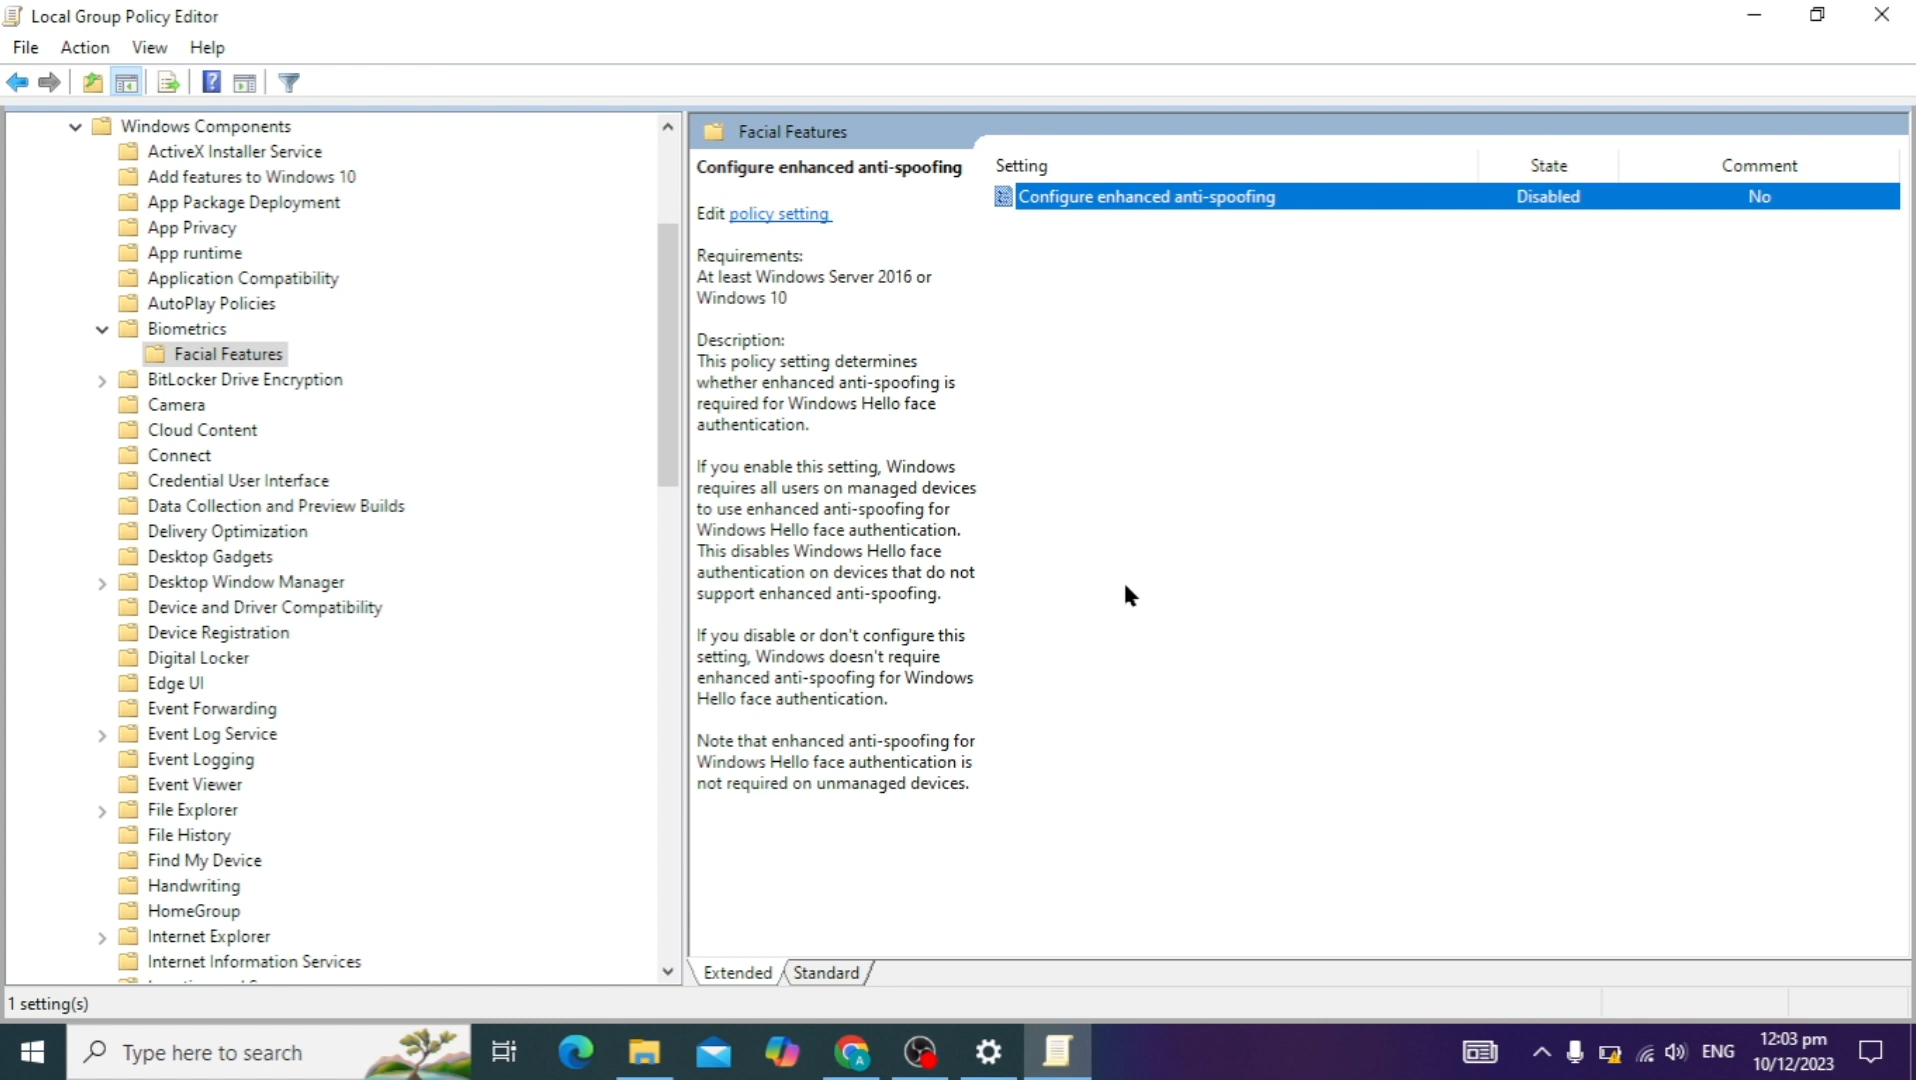 Local Group Policy Editor
File Action View Help
Windows Components
ActiveX Installer Service
Add features to Windows 10
App Package Deployment
App Privacy
App runtime
Application Compatibility
AutoPlay Policies
Biometrics
Facial Features
BitLocker Drive Encryption
Camera
Cloud Content
Connect
Credential User Interface
Data Collection and Preview Builds
Delivery Optimization
Desktop Gadgets
Desktop Window Manager
Device and Driver Compatibility
Device Registration
Digital Locker
Edge UI
Event Forwarding
Event Log Service
Event Logging
Event Viewer
File Explorer
File History
Find My Device
Handwriting
HomeGroup
Internet Explorer
Internet Information Services
Facial Features
Configure enhanced anti-spoofing
Edit policy setting
Requirements:
At least Windows Server 2016 or
Windows 10
Description:
This policy setting determines
whether enhanced anti-spoofing is
required for Windows Hello face
authentication.
If you enable this setting, Windows
requires all users on managed devices
to use enhanced anti-spoofing for
Windows Hello face authentication.
This disables Windows Hello face
authentication on devices that do not
support enhanced anti-spoofing.
If you disable or don't configure this
setting, Windows doesn't require
enhanced anti-spoofing for Windows
Hello face authentication.
Note that enhanced anti-spoofing for
Windows Hello face authentication is
not required on unmanaged devices.
Setting State Comment
Configure enhanced anti-spoofing Disabled No
Extended Standard
1 setting(s)
Type here to search
ENG
12:03 pm
10/12/2023